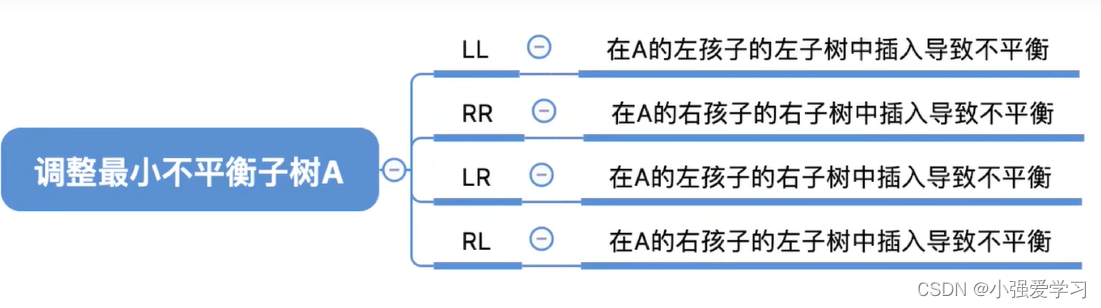 LL
在A的左孩子的左子树中插入导致不平衡
RR
在A的右孩子的右子树中插入导致不平衡
调整最小不平衡子树A
LR
在A的左孩子的右子树中插入导致不平衡
RL
在A的右孩子的左子树中插入导致不平衡
CSDN @小强爱学习